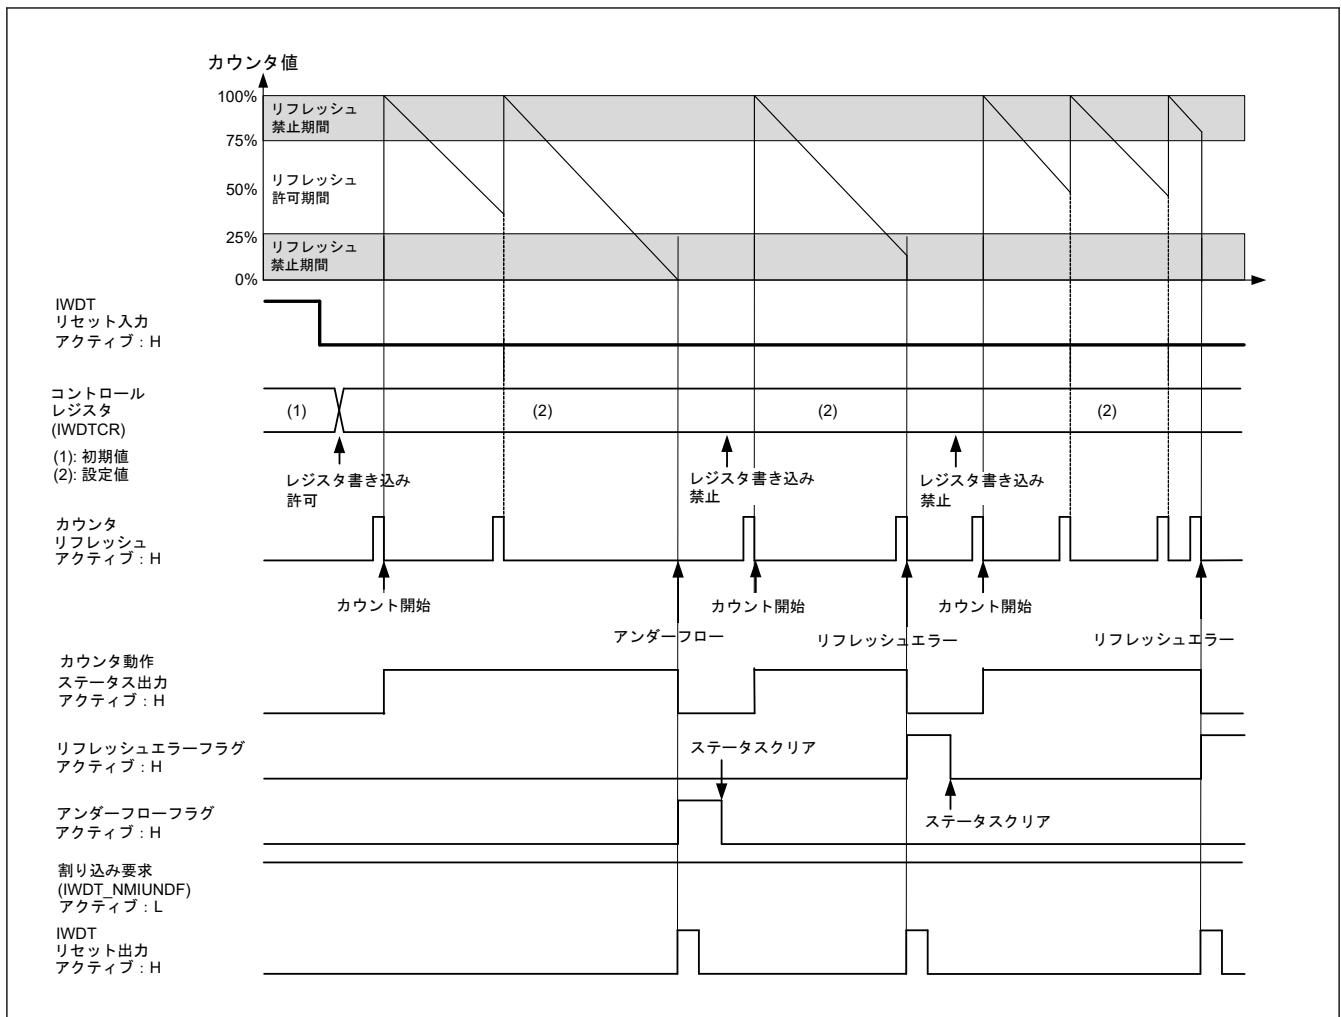 カウンタ値
100%
リフレッシュ
禁止期間
75%
リフレッシュ
許可期間
50%
25%
リフレッシュ
禁止期間
0%
IWDT
リセット入力
アクティブ : H
コントロール
レジスタ
(IWDTCR)
(1)
(2)
(2)
(2)
(1): 初期値
(2): 設定値
レジスタ書き込み
許可
レジスタ書き込み
禁止
レジスタ書き込み
禁止
カウンタ
リフレッシュ
アクティブ : H
カウント開始
カウント開始
カウント開始
アンダーフロー
リフレッシュエラー
リフレッシュエラー
カウンタ動作
ステータス出力
アクティブ : H
リフレッシュエラーフラグ
アクティブ : H
ステータスクリア
アンダーフローフラグ
アクティブ : H
ステータスクリア
割り込み要求
(IWDT_NMIUNDF)
アクティブ : L
IWDT
リセット出力
アクティブ : H